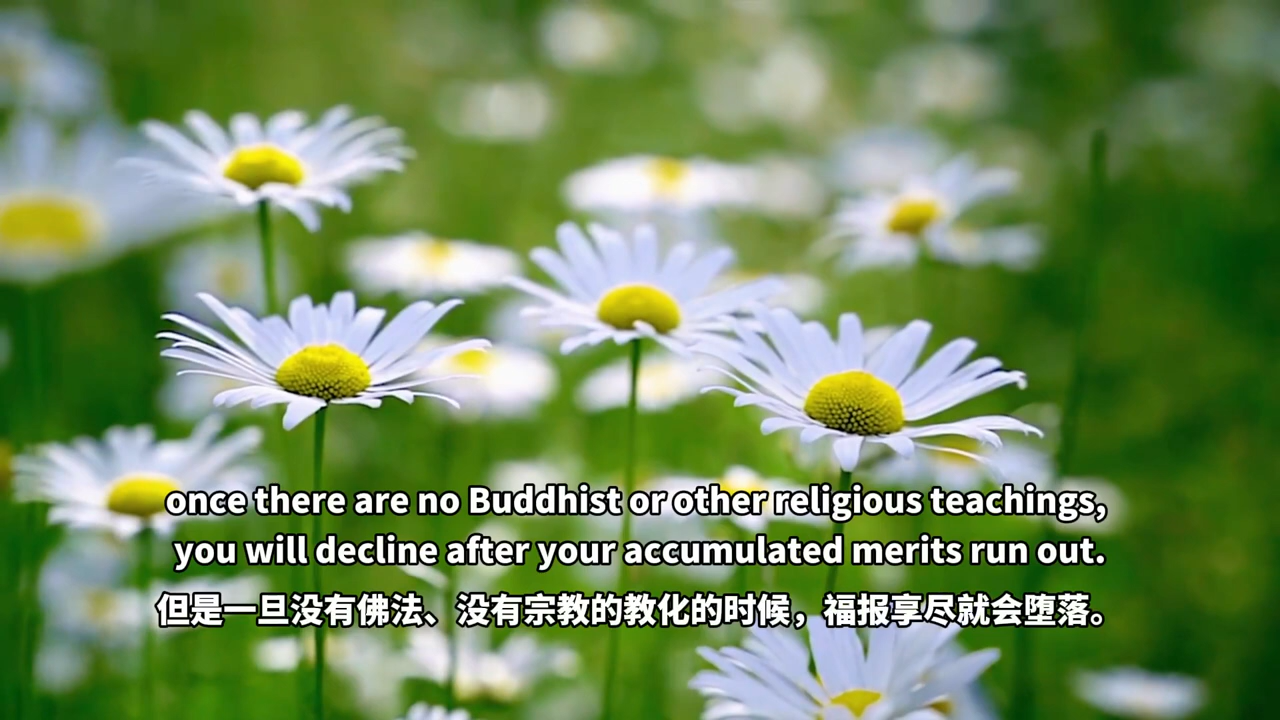 once there are no Buddhist or other religious teachings,
you will decline after your accumulated merits run out.
但是一旦没有佛法、没有宗教的教化的时候，福报享尽就会堕落。